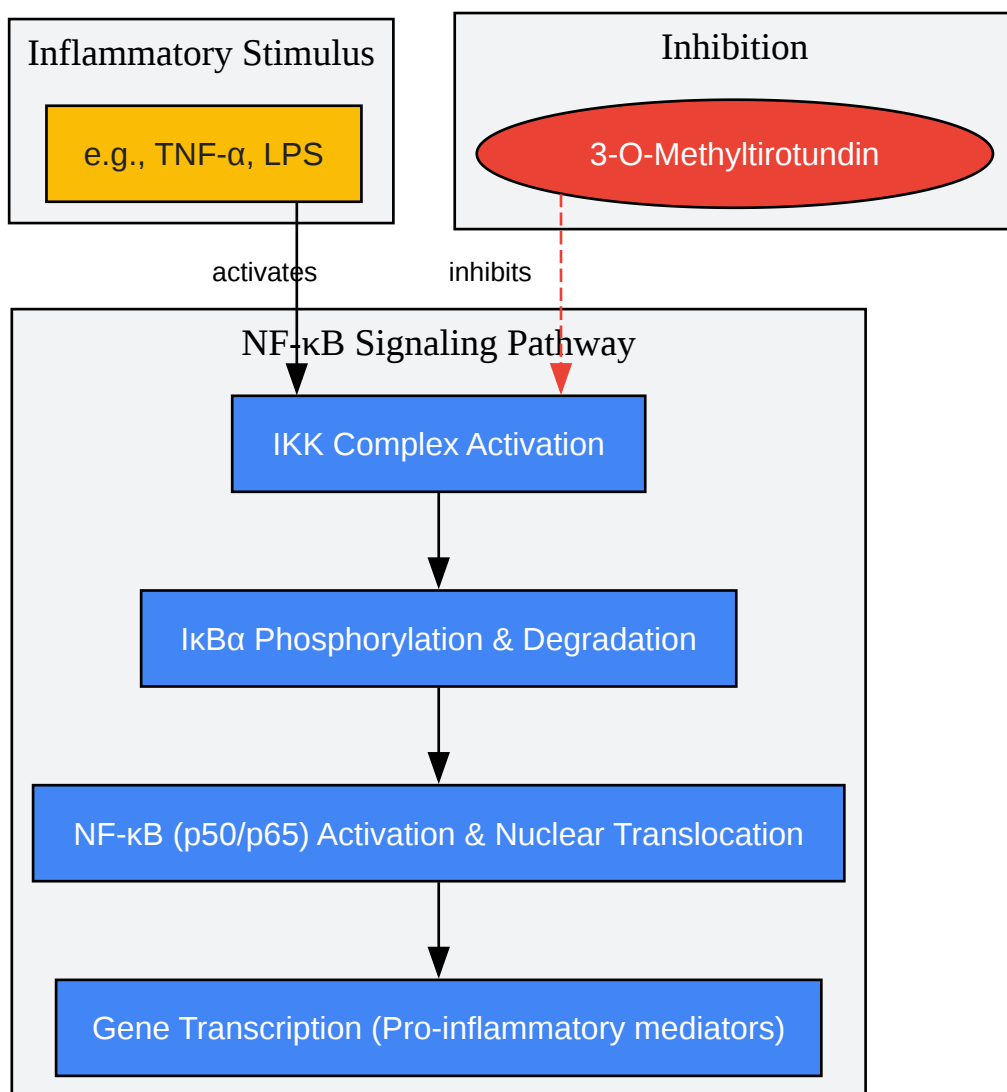 Inflammatory Stimulus
e.g., TNF-α, LPS
Inhibition
3-O-Methyltirotundin
activates
inhibits
NF-κB Signaling Pathway
IKK Complex Activation
IκBα Phosphorylation & Degradation
NF-κB (p50/p65) Activation & Nuclear Translocation
Gene Transcription (Pro-inflammatory mediators)